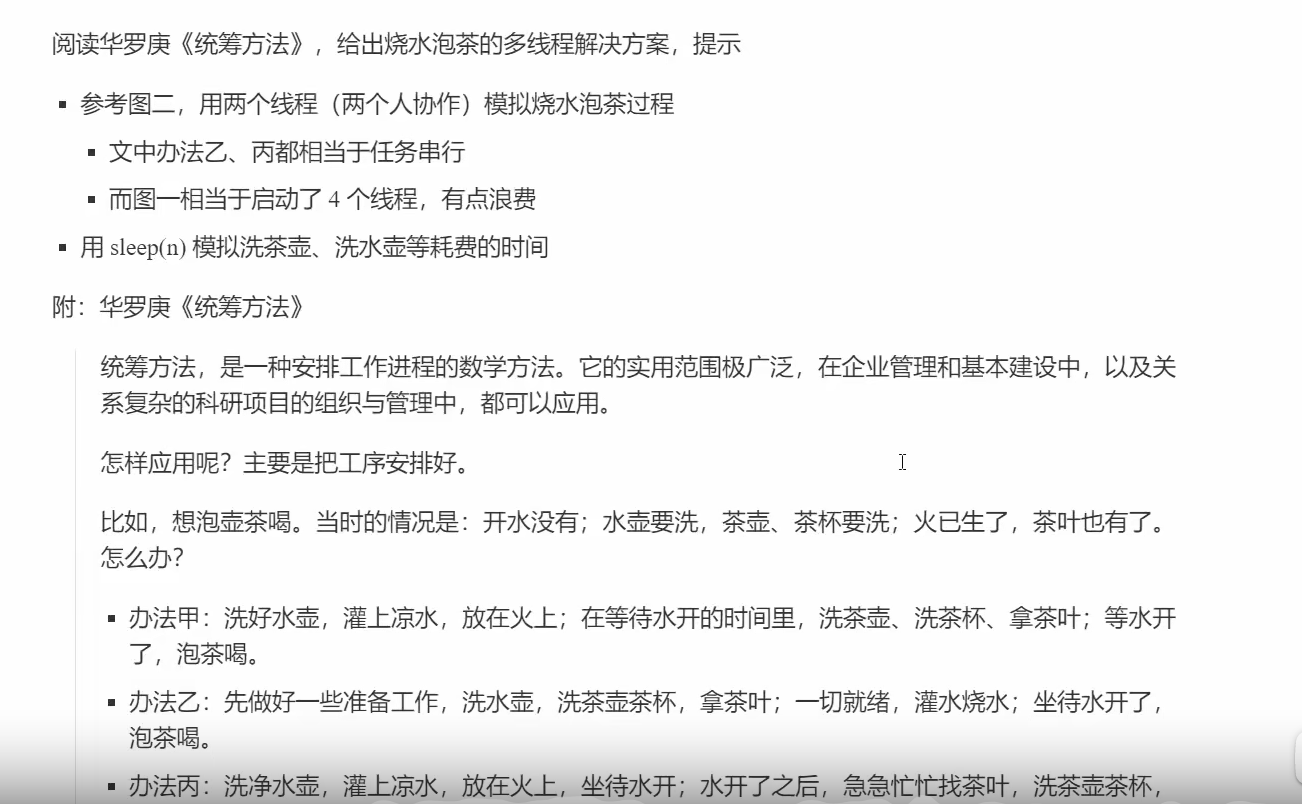 阅读华罗庚《统筹方法》，给出烧水泡茶的多线程解决方案，提示
▪ 参考图二，用两个线程（两个人协作）模拟烧水泡茶过程
▪ 文中办法乙、丙都相当于任务串行
▪ 而图一相当于启动了 4 个线程，有点浪费
▪ 用 sleep(n) 模拟洗茶壶、洗水壶等耗费的时间
附：华罗庚《统筹方法》
统筹方法，是一种安排工作进程的数学方法。它的实用范围极广泛，在企业管理和基本建设中，以及关
系复杂的科研项目的组织与管理中，都可以应用。
怎样应用呢？主要是把工序安排好。
比如，想泡壶茶喝。当时的情况是：开水没有；水壶要洗，茶壶、茶杯要洗；火已生了，茶叶也有了。
怎么办？
▪ 办法甲：洗好水壶，灌上凉水，放在火上；在等待水开的时间里，洗茶壶、洗茶杯、拿茶叶；等水开
了，泡茶喝。
▪ 办法乙：先做好一些准备工作，洗水壶，洗茶壶茶杯，拿茶叶；一切就绪，灌水烧水；坐待水开了，
泡茶喝。
▪ 办法丙：洗净水壶，灌上凉水，放在火上，坐待水开；水开了之后，急急忙忙找茶叶，洗茶壶茶杯，